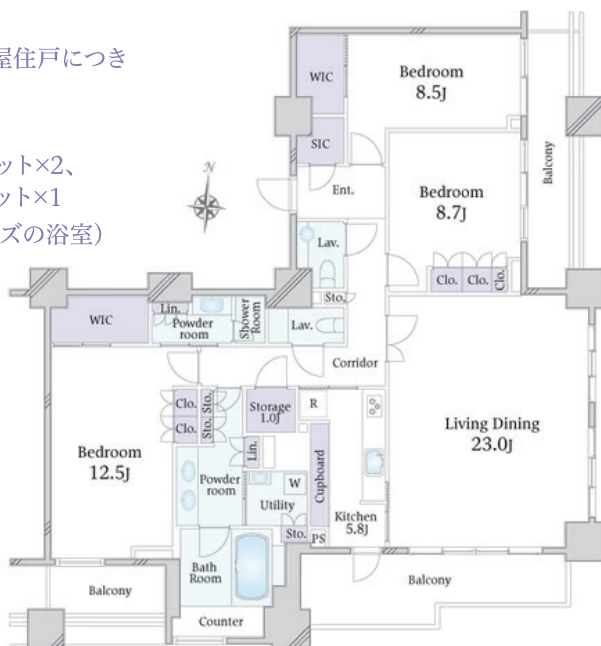 屋住戸につき
ット×2、
ット×1
ズの浴室）
N
WIC
Bedroom
8.5J
SIC
Ent.
Bedroom
8.7J
Balcony
Lav.
Clo.
Clo.
Clo.
Sto.
WIC
Lin.
Powder
room
Shower
Room
Lav.
Corridor
Clo.
Sto.
Clo.
Sto.
Storage
1.0J
R
Living Dining
23.0J
Bedroom
12.5J
Lin.
Powder
room
W
Utility
Cupboard
Kitchen
5.8J
Sto.
PS
Bath
Room
Balcony
Balcony
Counter